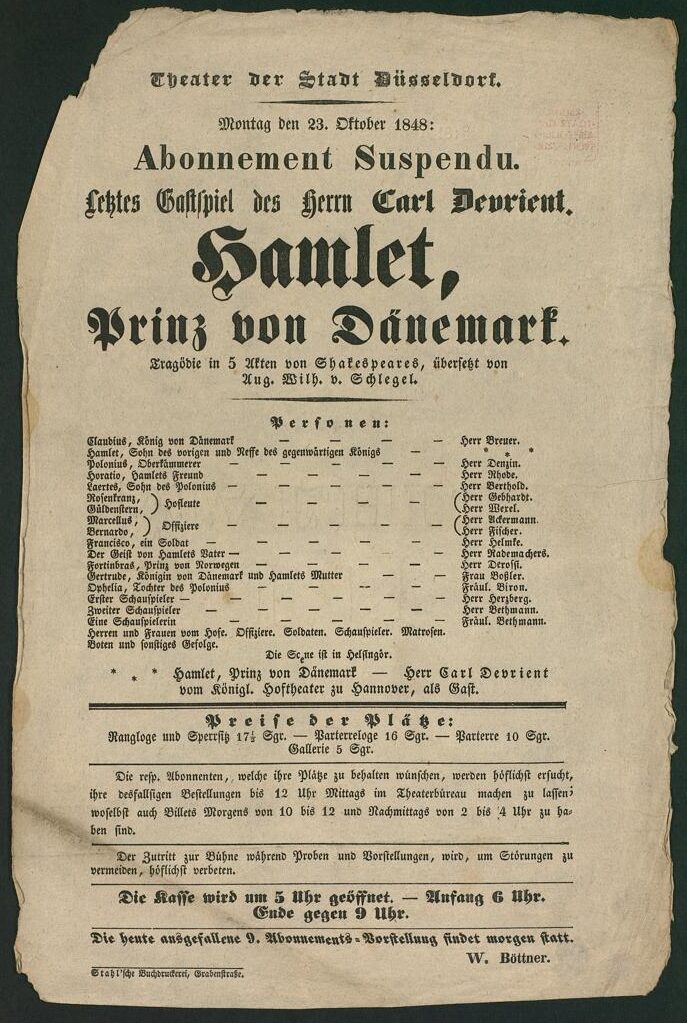 Theater der Stadt Düsseldorf.
Montag den 23. Oktober 1848:
Abonnement Suspendu.
Letztes Gastspiel des Herrn Carl Devrient.
Hamlet,
Prinz von Dänemark.
Tragödie in 5 Akten von Shakespeares, übersetzt von
Aug. Wilh. v. Schlegel.
Personen:
Claudius, König von Dänemark — — — — Herr Breuer.
Hamlet, Sohn des vorigen und Neffe des gegenwärtigen Königs — — * * *
Polonius, Oberkämmerer — — — — — Herr Denzin.
Horatio, Hamlets Freund — — — — Herr Rhode.
Laertes, Sohn des Polonius — — — — — Herr Berthold.
Rosenkranz, ) Hofleute — — — — ( Herr Gebhardt.
Güldenstern, ) ( Herr Wexel.
Marcellus, ) Offiziere — — — — ( Herr Ackermann.
Bernardo, ) ( Herr Fischer.
Francisco, ein Soldat — — — — — Herr Helmke.
Der Geist von Hamlets Vater — — — — — Herr Rademachers.
Fortinbras, Prinz von Norwegen — — — — Herr Dtrossi.
Gertrude, Königin von Dänemark und Hamlets Mutter — — — Frau Boßler.
Ophelia, Tochter des Polonius — — — — — Fräul. Biron.
Erster Schauspieler — — — — — — Herr Herzberg.
Zweiter Schauspieler — — — — — Herr Bethmann.
Eine Schauspielerin — — — — — Fräul. Bethmann.
Herren und Frauen vom Hofe. Offiziere. Soldaten. Schauspieler. Matrosen.
Boten und sonstiges Gefolge.
Die Scene ist in Helsingör.
* * * Hamlet, Prinz von Dänemark — Herr Carl Devrient
vom Königl. Hoftheater zu Hannover, als Gast.
Preise der Plätze:
Rangloge und Sperrsitz 17½ Sgr. — Parterreloge 16 Sgr. — Parterre 10 Sgr.
Gallerie 5 Sgr.
Die resp. Abonnenten, welche ihre Plätze zu behalten wünschen, werden höflichst ersucht,
ihre desfallsigen Bestellungen bis 12 Uhr Mittags im Theaterbüreau machen zu lassen;
woselbst auch Billets Morgens von 10 bis 12 und Nachmittags von 2 bis 4 Uhr zu ha-
ben sind.
Der Zutritt zur Bühne während Proben und Vorstellungen, wird, um Störungen zu
vermeiden, höflichst verbeten.
Die Kasse wird um 5 Uhr geöffnet. — Anfang 6 Uhr.
Ende gegen 9 Uhr.
Die heute ausgefallene 9. Abonnements-Vorstellung findet morgen statt.
W. Böttner.
Stahl'sche Buchdruckerei, Grabenstraße.